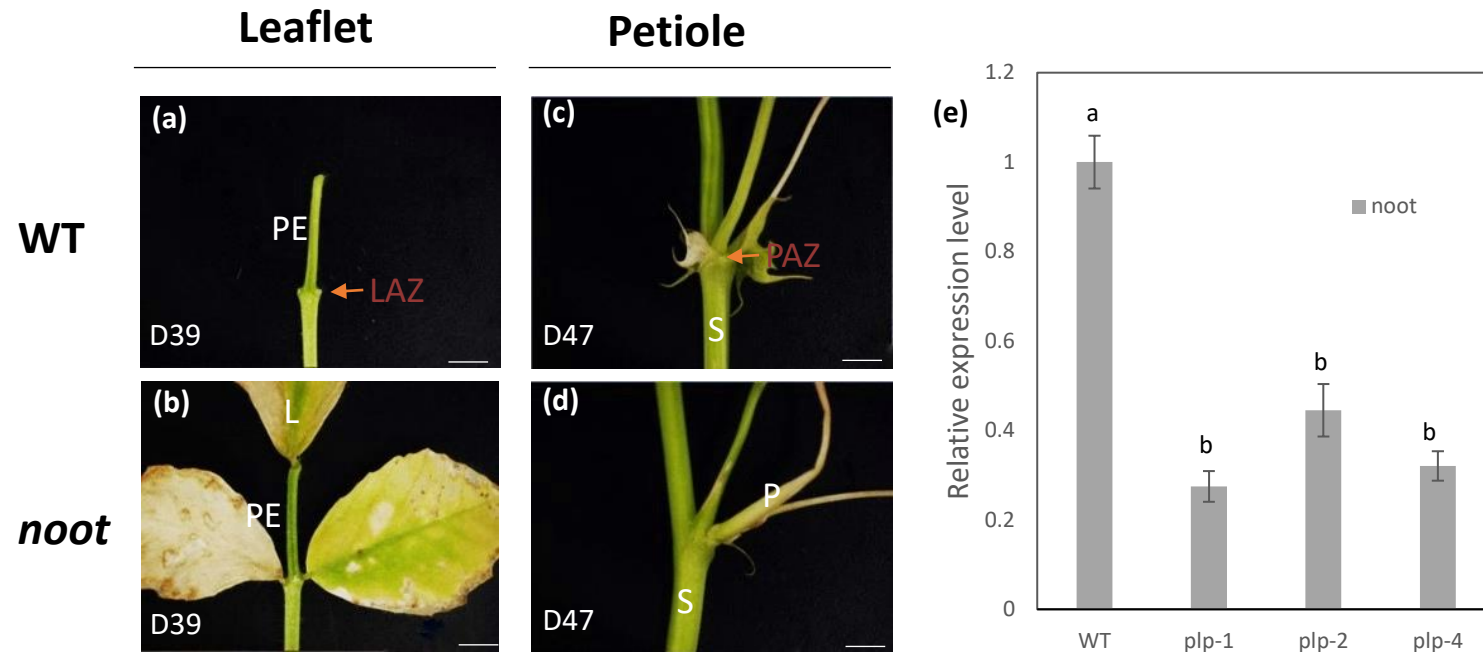 Leaflet
Petiole
WT
noot
(a)
PE
LAZ
D39
(b)
L
PE
D39
(c)
PAZ
S
D47
(d)
P
S
D47
(e)
Relative expression level
1.2
1
0.8
0.6
0.4
0.2
0
a
b
b
b
noot
WT
plp-1
plp-2
plp-4